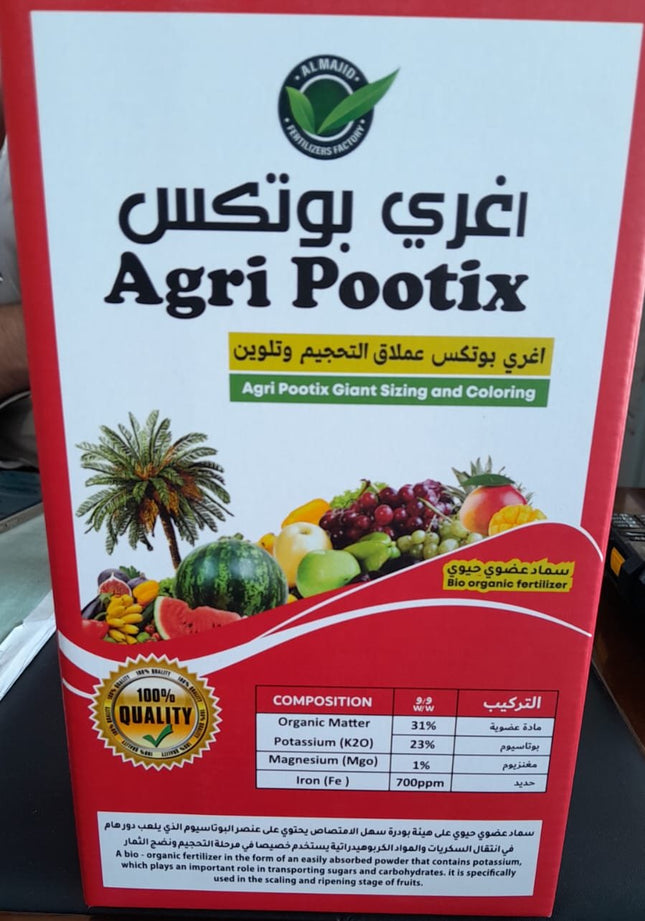 ALMAJID
FERTILIZERS FACTORY
اغري بوتكس
Agri Pootix
اغري بوتكس عملاق التحجيم وتلوين
Agri Pootix Giant Sizing and Coloring
سماد عضوي حيوي
Bio organic fertilizer
100% QUALITY
100%
QUALITY
COMPOSITION و/و W/W التركيب
Organic Matter 31% مادة عضوية
Potassium (K2O) 23% بوتاسيوم
Magnesium (Mgo) 1% مغنزيوم
Iron (Fe ) 700ppm حديد
سماد عضوي حيوي على هيئة بودرة سهل الامتصاص يحتوي على عنصر البوتاسيوم الذي يلعب دور هام
في انتقال السكريات والمواد الكربوهيدراتية يستخدم خصيصا في مرحلة التحجيم ونضج الثمار
A bio - organic fertilizer in the form of an easily absorbed powder that contains potassium,
which plays an important role in transporting sugars and carbohydrates. it is specifically
used in the scaling and ripening stage of fruits.